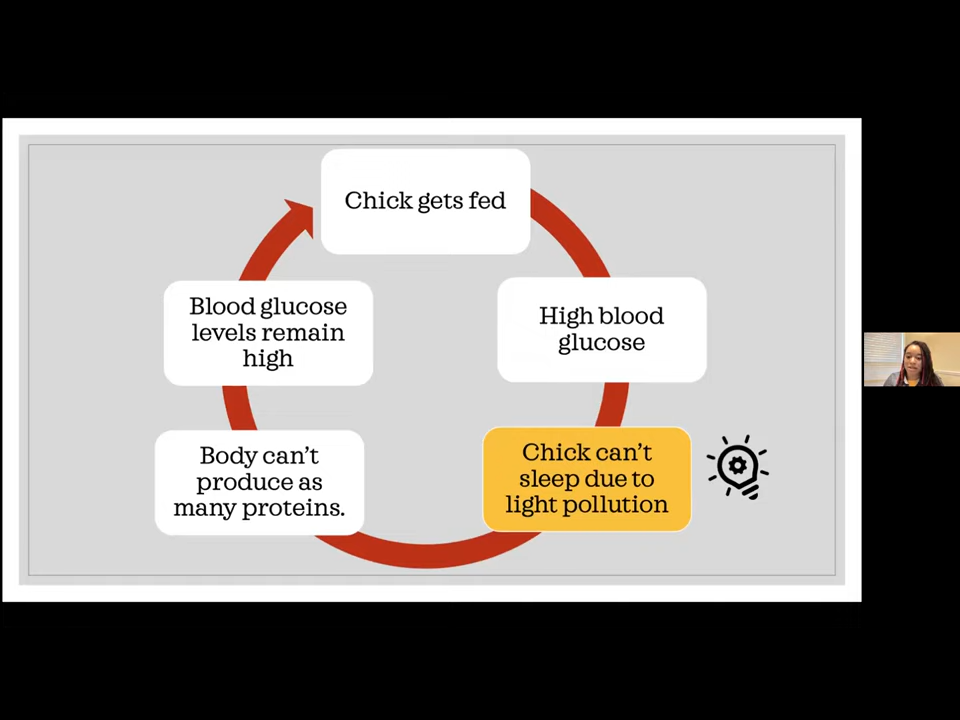 Chick gets fed
High blood
glucose
Chick can't
sleep due to
light pollution
Body can't
produce as
many proteins.
Blood glucose
levels remain
high